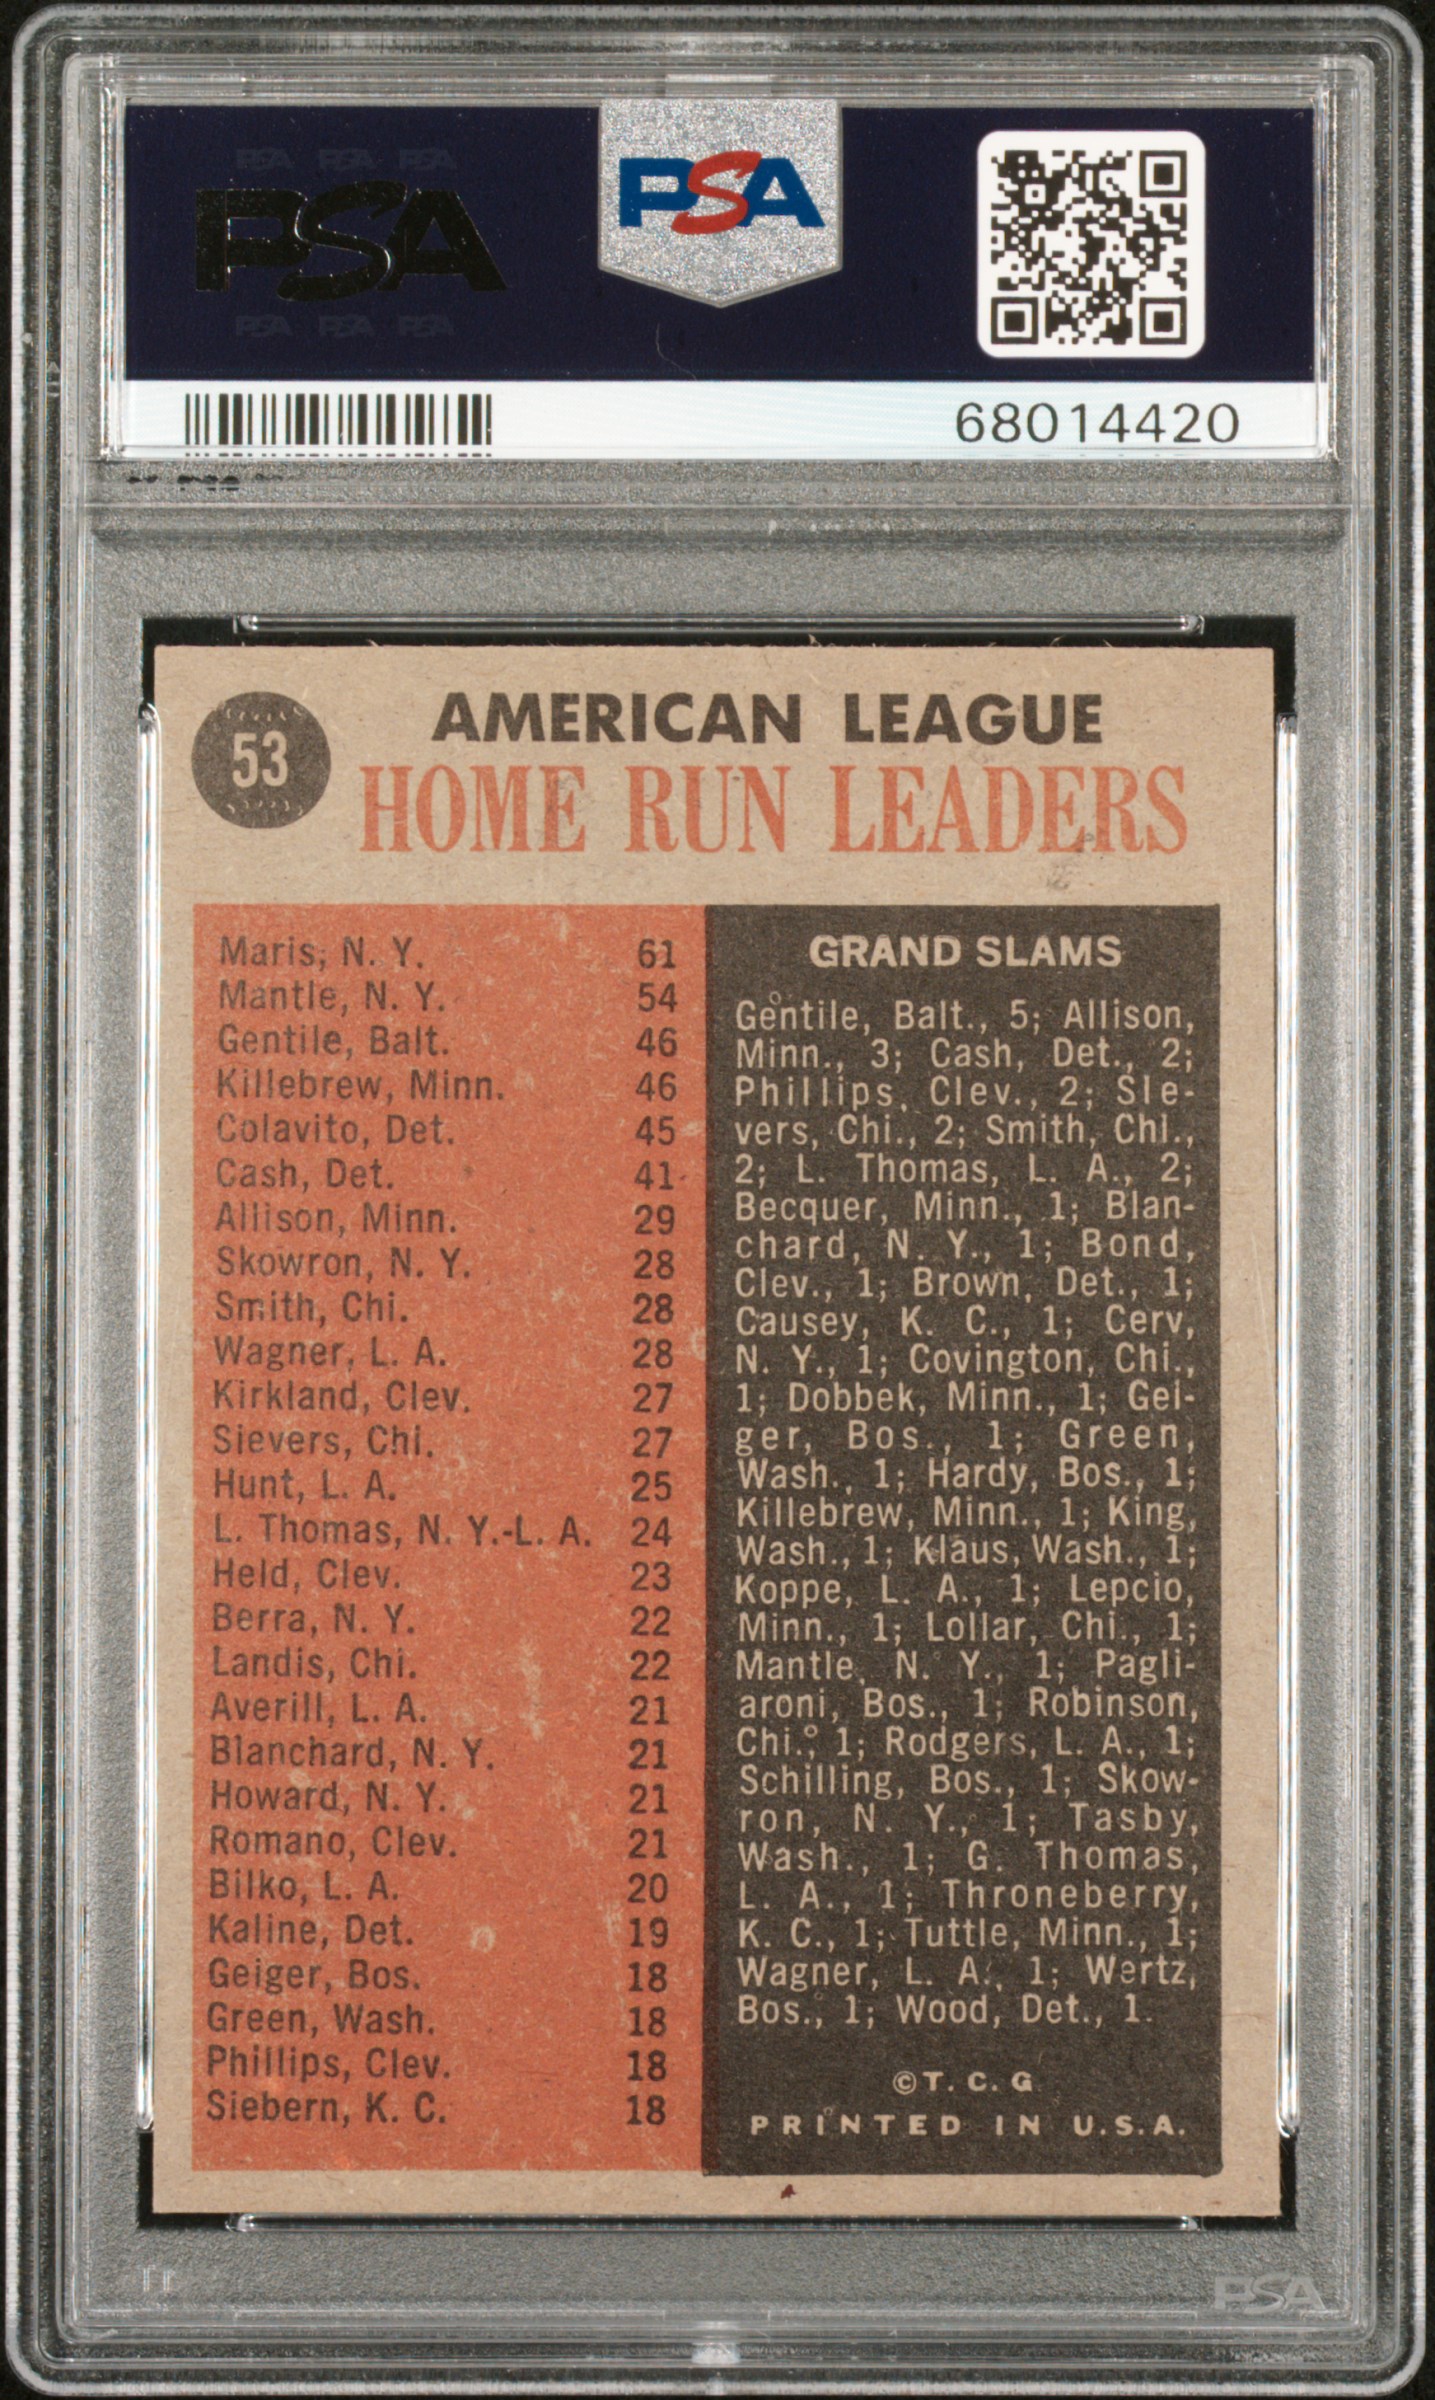 PSA PSA PSA
PSA
PSA PSA PSA
PSA
68014420
53
AMERICAN LEAGUE
HOME RUN LEADERS
Maris, N. Y. 61
Mantle, N. Y. 54
Gentile, Balt. 46
Killebrew, Minn. 46
Colavito, Det. 45
Cash, Det. 41
Allison, Minn. 29
Skowron, N. Y. 28
Smith, Chi. 28
Wagner, L. A. 28
Kirkland, Clev. 27
Sievers, Chi. 27
Hunt, L. A. 25
L. Thomas, N. Y.-L. A. 24
Held, Clev. 23
Berra, N. Y. 22
Landis, Chi. 22
Averill, L. A. 21
Blanchard, N. Y. 21
Howard, N. Y. 21
Romano, Clev. 21
Bilko, L. A. 20
Kaline, Det. 19
Geiger, Bos. 18
Green, Wash. 18
Phillips, Clev. 18
Siebern, K. C. 18
GRAND SLAMS
Gentile, Balt., 5; Allison,
Minn., 3; Cash, Det., 2;
Phillips, Clev., 2; Sie-
vers, Chi., 2; Smith, Chi.,
2; L. Thomas, L. A., 2;
Becquer, Minn., 1; Blan-
chard, N. Y., 1; Bond,
Clev., 1; Brown, Det., 1;
Causey, K. C., 1; Cerv,
N. Y., 1; Covington, Chi.,
1; Dobbek, Minn., 1; Gei-
ger, Bos., 1; Green,
Wash., 1; Hardy, Bos., 1;
Killebrew, Minn., 1; King,
Wash., 1; Klaus, Wash., 1;
Koppe, L. A., 1; Lepcio,
Minn., 1; Lollar, Chi., 1;
Mantle, N. Y., 1; Pagli-
aroni, Bos., 1; Robinson,
Chi., 1; Rodgers, L. A., 1;
Schilling, Bos., 1; Skow-
ron, N. Y., 1; Tasby,
Wash., 1; G. Thomas,
L. A., 1; Throneberry,
K. C., 1; Tuttle, Minn., 1;
Wagner, L. A., 1; Wertz,
Bos., 1; Wood, Det., 1.
© T. C. G
PRINTED IN U.S.A.
PSA